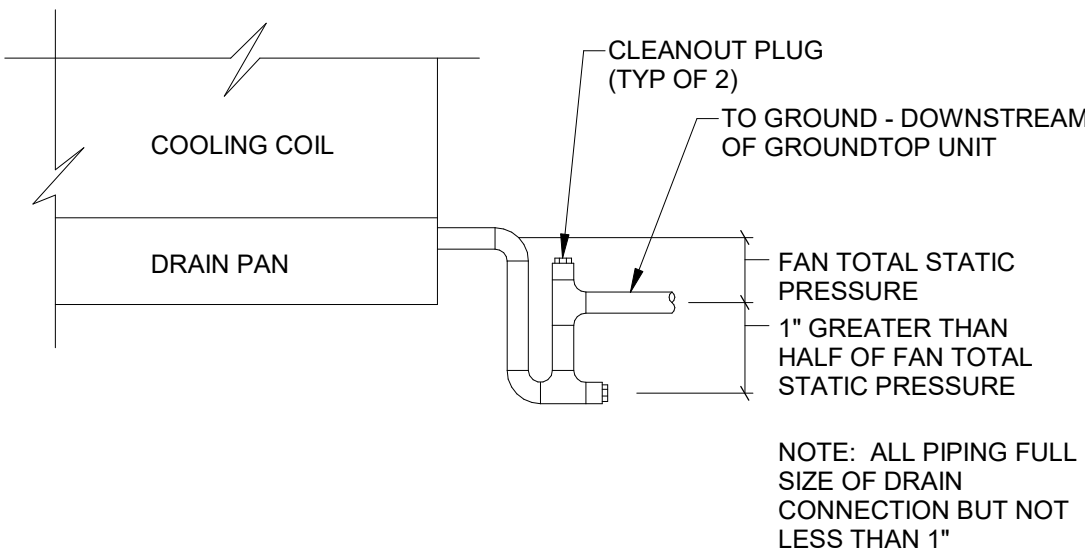 CLEANOUT PLUG
(TYP OF 2)
TO GROUND - DOWNSTREAM
OF GROUNDTOP UNIT
COOLING COIL
DRAIN PAN
FAN TOTAL STATIC
PRESSURE
1" GREATER THAN
HALF OF FAN TOTAL
STATIC PRESSURE
NOTE: ALL PIPING FULL
SIZE OF DRAIN
CONNECTION BUT NOT
LESS THAN 1"